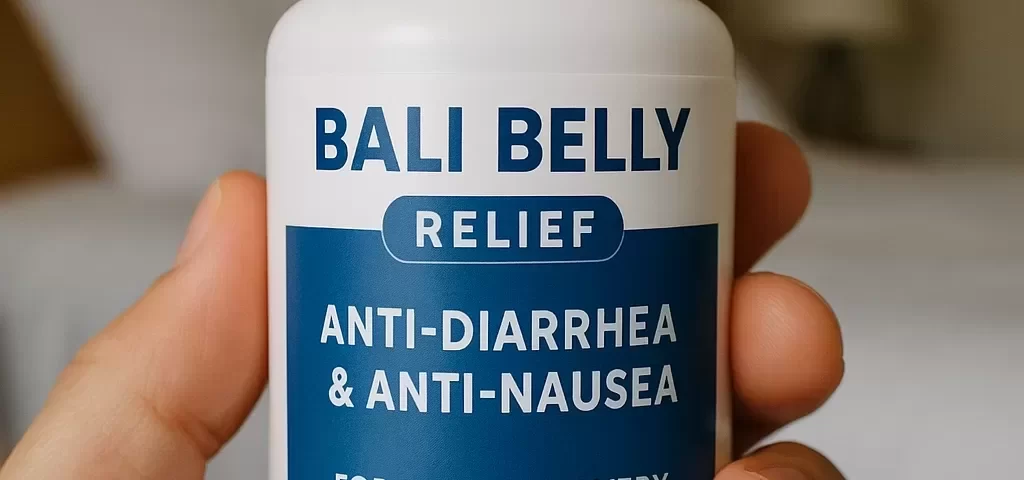 BALI BELLY
RELIEF
ANTI-DIARRHEA
& ANTI-NAUSEA